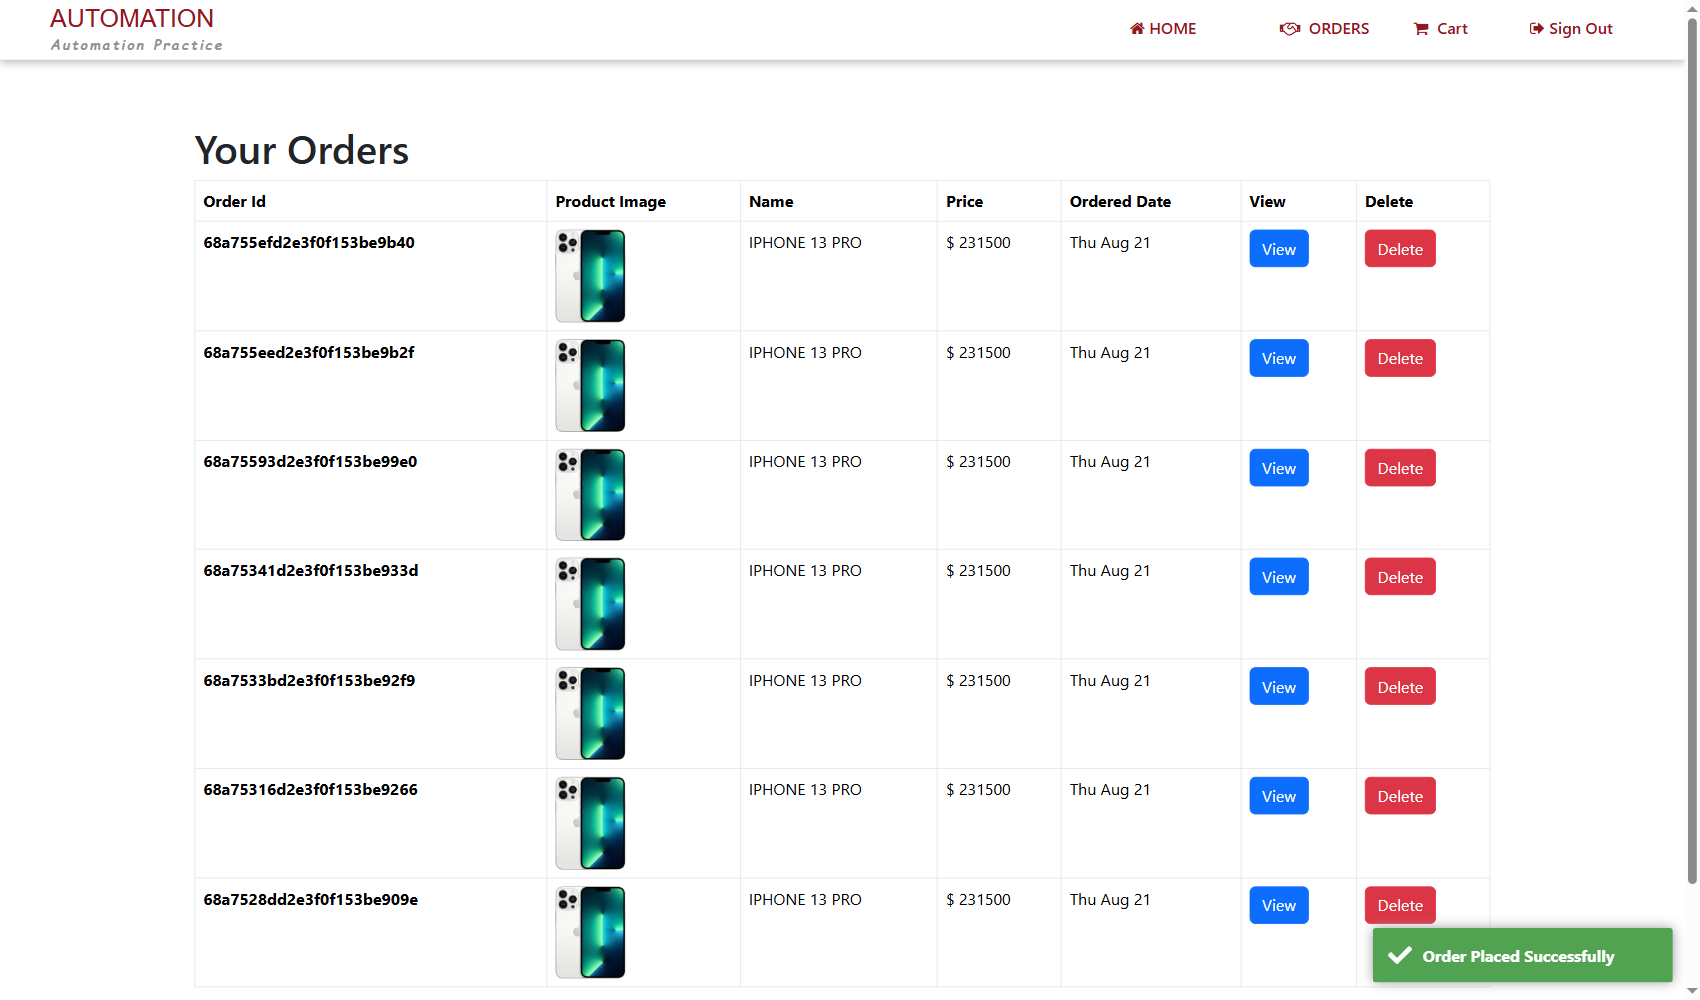 AUTOMATION
Automation Practice
HOME ORDERS Cart Sign Out
Your Orders
Order Id Product Image Name Price Ordered Date View Delete
68a755efd2e3f0f153be9b40 IPHONE 13 PRO $ 231500 Thu Aug 21 View Delete
68a755eed2e3f0f153be9b2f IPHONE 13 PRO $ 231500 Thu Aug 21 View Delete
68a75593d2e3f0f153be99e0 IPHONE 13 PRO $ 231500 Thu Aug 21 View Delete
68a75341d2e3f0f153be933d IPHONE 13 PRO $ 231500 Thu Aug 21 View Delete
68a7533bd2e3f0f153be92f9 IPHONE 13 PRO $ 231500 Thu Aug 21 View Delete
68a75316d2e3f0f153be9266 IPHONE 13 PRO $ 231500 Thu Aug 21 View Delete
68a7528dd2e3f0f153be909e IPHONE 13 PRO $ 231500 Thu Aug 21 View Delete
Order Placed Successfully